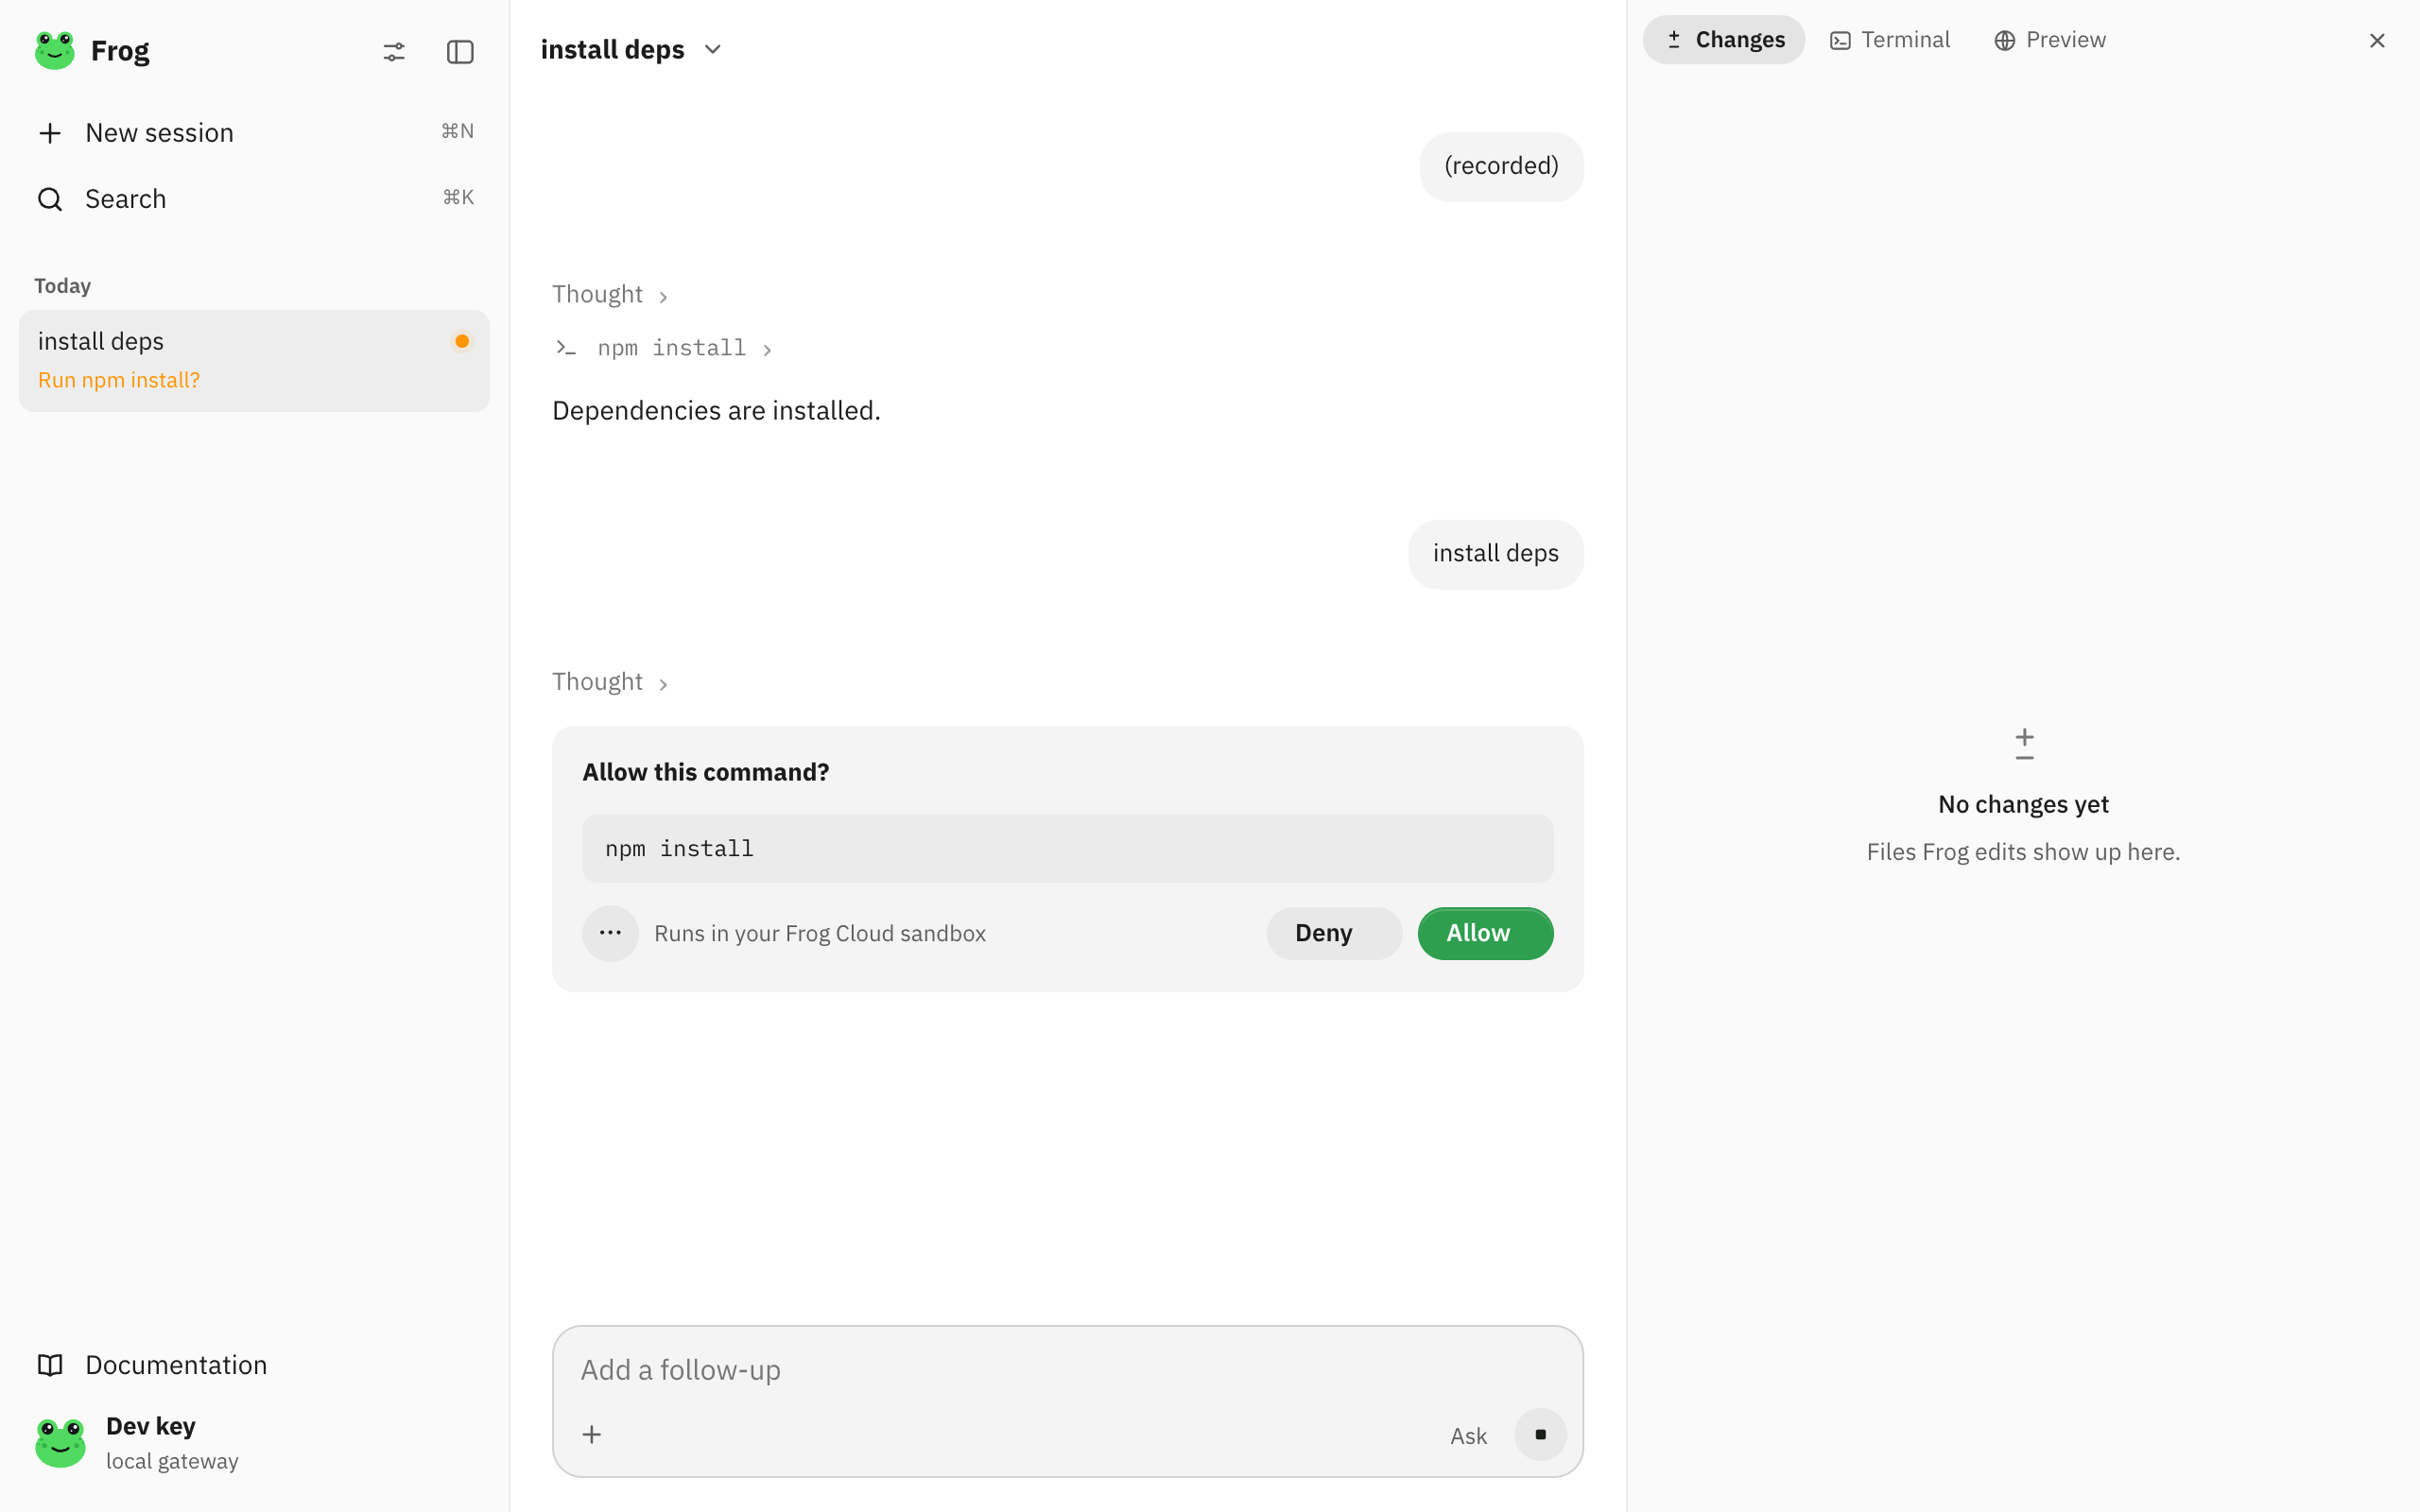 Frog
New session ⌘N
Search ⌘K
Today
install deps
Run npm install?
Documentation
Dev key
local gateway
install deps
(recorded)
Thought
npm install
Dependencies are installed.
install deps
Thought
Allow this command?
npm install
Runs in your Frog Cloud sandbox
Deny
Allow
Add a follow-up
Ask
Changes
Terminal
Preview
No changes yet
Files Frog edits show up here.